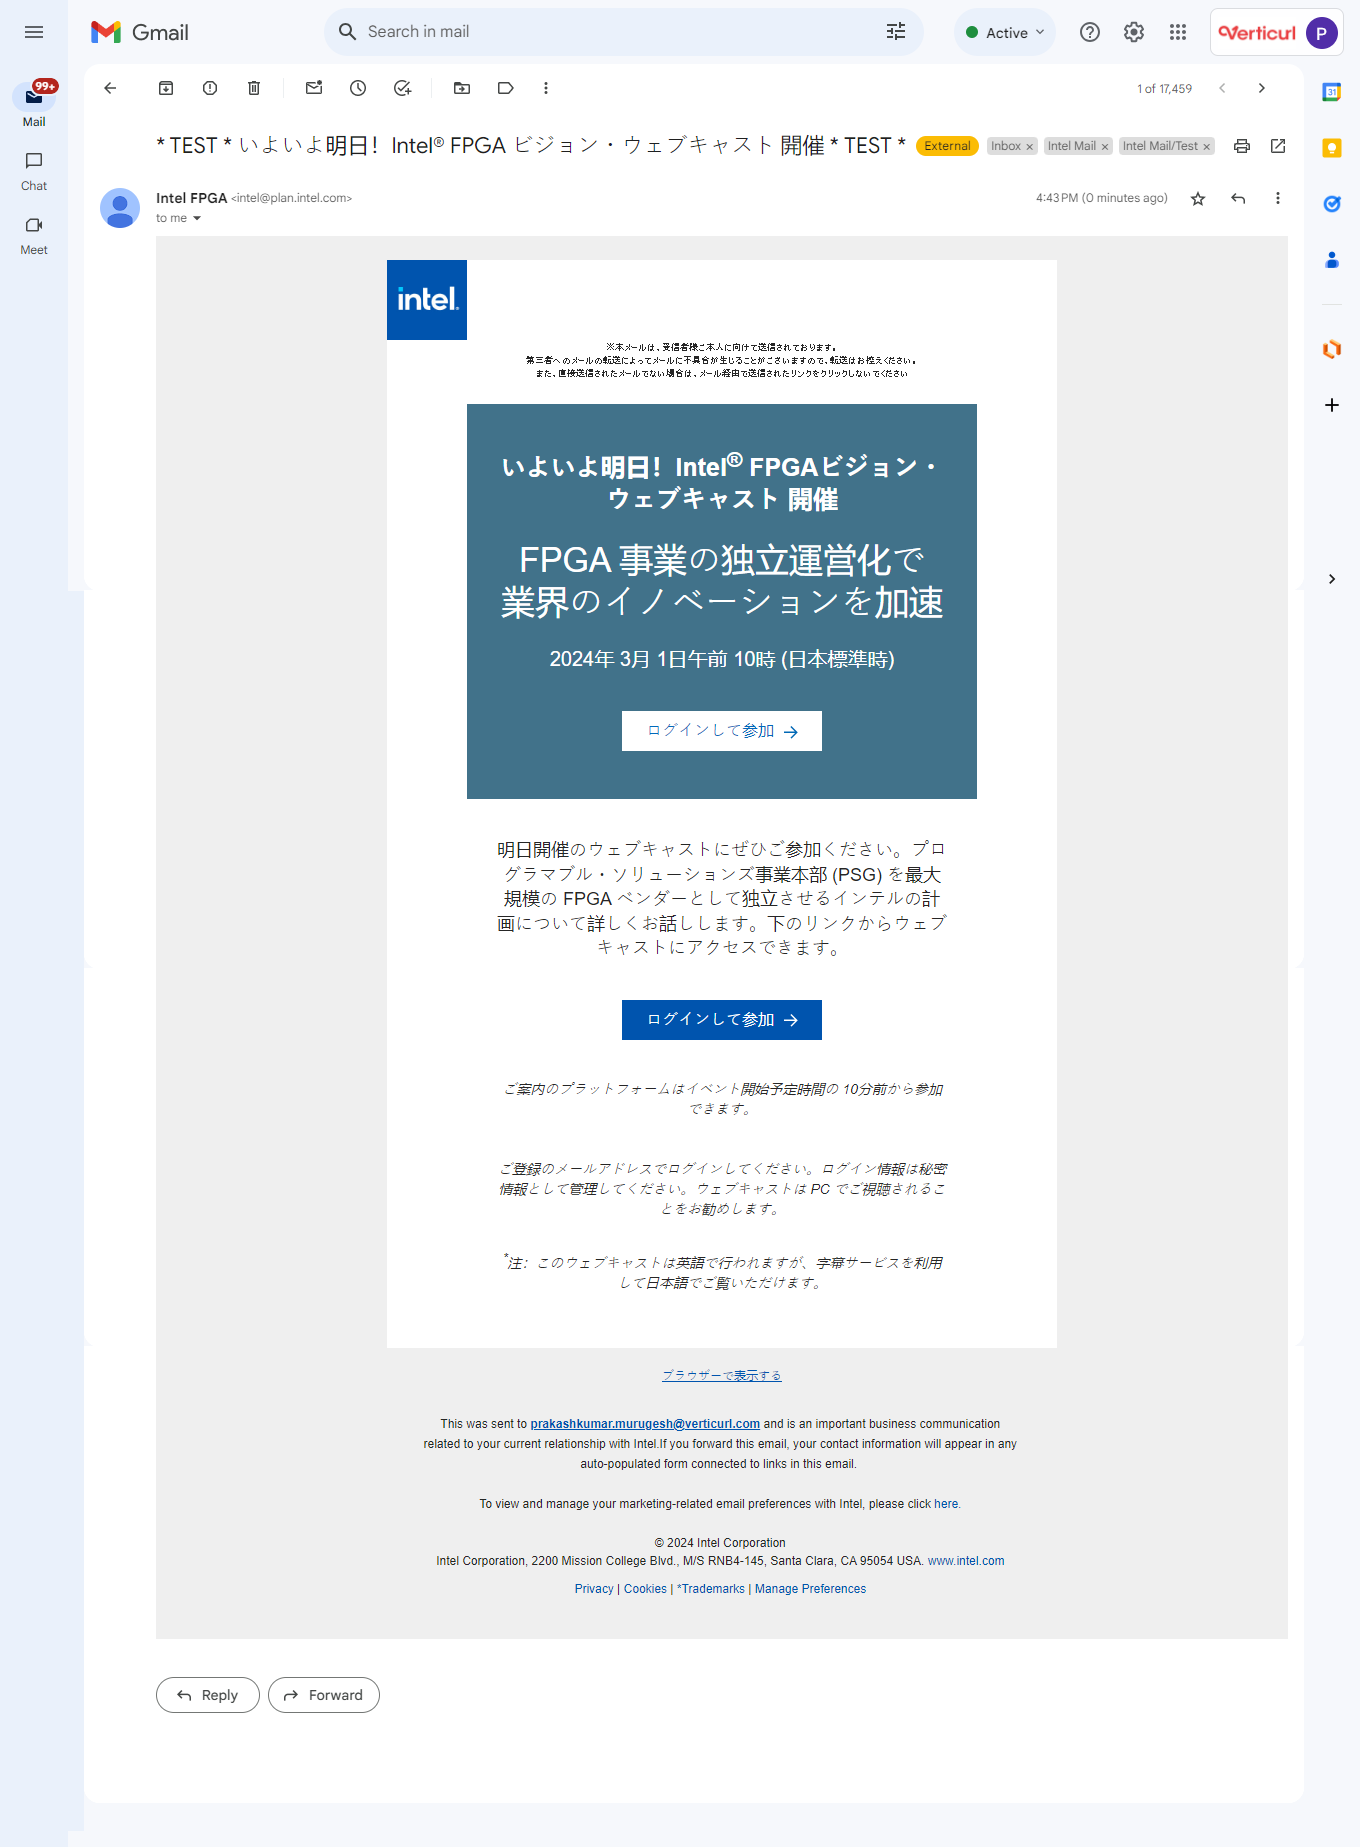 Gmail
Search in mail
Active
Verticurl
P
99+
Mail
Chat
Meet
1 of 17,459
* TEST * いよいよ明日！Intel® FPGA ビジョン・ウェブキャスト 開催 * TEST *
External
Inbox ×
Intel Mail ×
Intel Mail/Test ×
Intel FPGA <intel@plan.intel.com>
4:43 PM (0 minutes ago)
to me
31
intel.
※本メールは、受信者様ご本人に向けて送信されております。
第三者へのメールの転送によってメールに不具合が生じることがございますので、転送はお控えください。
また、直接送信されたメールでない場合は、メール経由で送信されたリンクをクリックしないでください
いよいよ明日！Intel® FPGAビジョン・
ウェブキャスト 開催
FPGA 事業の独立運営化で
業界のイノベーションを加速
2024年 3月 1日午前 10時 (日本標準時)
ログインして参加 →
明日開催のウェブキャストにぜひご参加ください。プロ
グラマブル・ソリューションズ事業本部 (PSG) を最大
規模の FPGA ベンダーとして独立させるインテルの計
画について詳しくお話しします。下のリンクからウェブ
キャストにアクセスできます。
ログインして参加 →
ご案内のプラットフォームはイベント開始予定時間の 10分前から参加
できます。
ご登録のメールアドレスでログインしてください。ログイン情報は秘密
情報として管理してください。ウェブキャストは PC でご視聴されるこ
とをお勧めします。
*注：このウェブキャストは英語で行われますが、字幕サービスを利用
して日本語でご覧いただけます。
ブラウザーで表示する
This was sent to prakashkumar.murugesh@verticurl.com and is an important business communication
related to your current relationship with Intel.If you forward this email, your contact information will appear in any
auto-populated form connected to links in this email.
To view and manage your marketing-related email preferences with Intel, please click here.
© 2024 Intel Corporation
Intel Corporation, 2200 Mission College Blvd., M/S RNB4-145, Santa Clara, CA 95054 USA. www.intel.com
Privacy | Cookies | *Trademarks | Manage Preferences
Reply
Forward